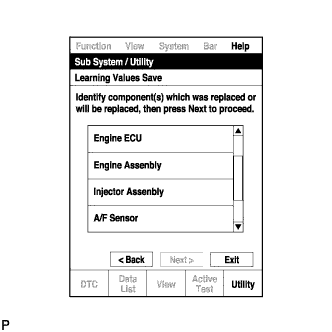 Function View System Bar Help
Sub System / Utility
Learning Values Save
Identify component(s) which was replaced or
will be replaced, then press Next to proceed.
Engine ECU
Engine Assenbly
Injector Assenbly
A/F Sensor
< Back Next > Exit
DTC Data List View Active Test Utility
P